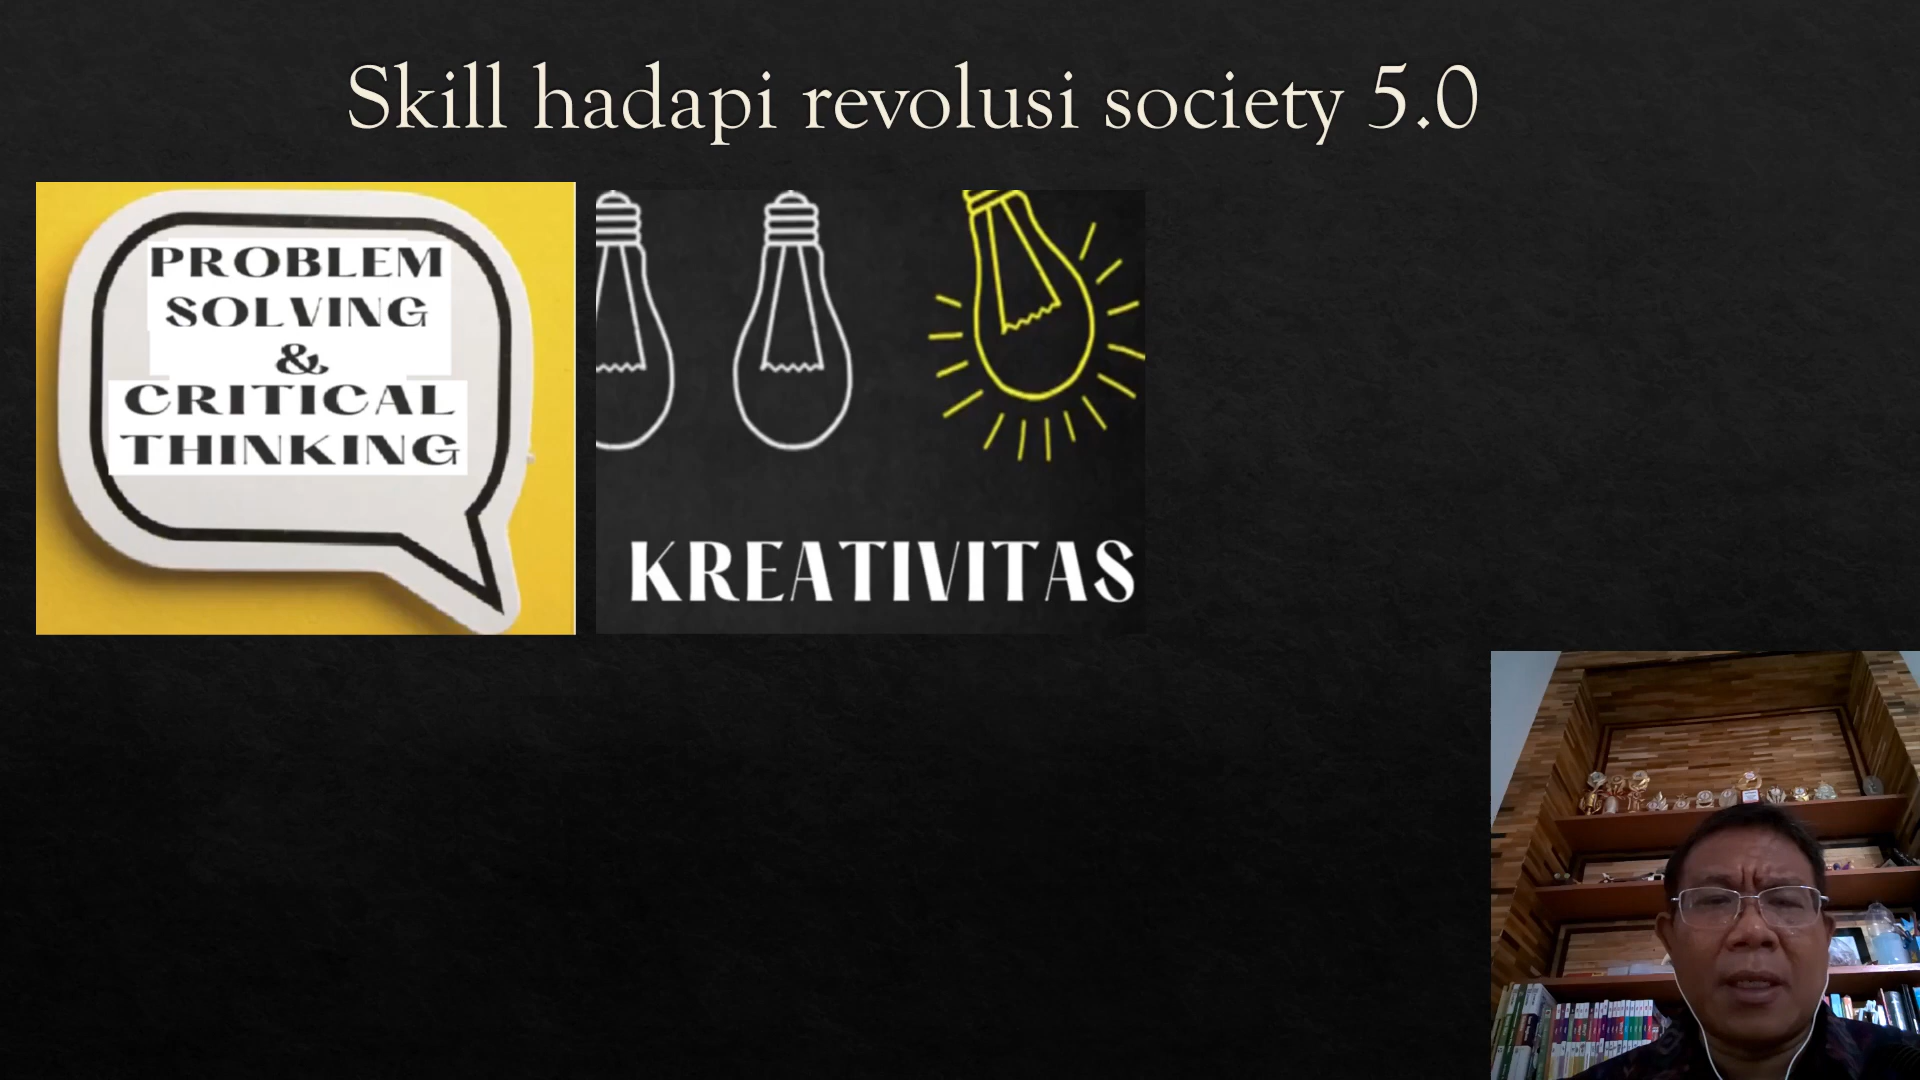 Skill hadapi revolusi society 5.0
PROBLEM
SOLVING
&
CRITICAL
THINKING
KREATIVITAS